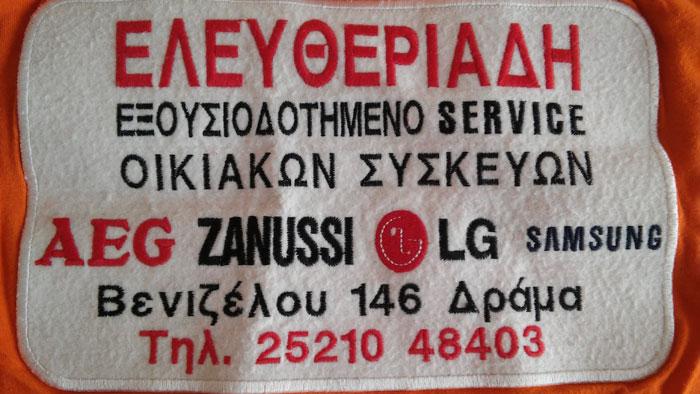 ΕΛΕΥΘΕΡΙΑΔΗ
ΕΞΟΥΣΙΟΔΟΤΗΜΕΝΟ SERVICE
ΟΙΚΙΑΚΩΝ ΣΥΣΚΕΥΩΝ
AEG ZANUSSI LG SAMSUNG
Βενιζέλου 146 Δράμα
Τηλ. 25210 48403